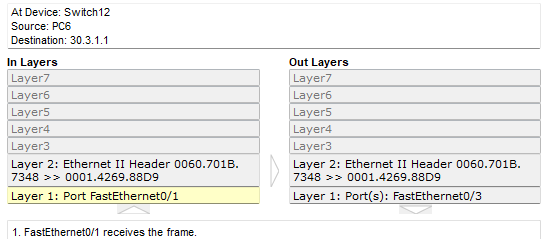 At Device: Switch12
Source: PC6
Destination: 30.3.1.1
In Layers
Layer7
Layer6
Layer5
Layer4
Layer3
Layer 2: Ethernet II Header 0060.701B.
7348 >> 0001.4269.88D9
Layer 1: Port FastEthernet0/1
Out Layers
Layer7
Layer6
Layer5
Layer4
Layer3
Layer 2: Ethernet II Header 0060.701B.
7348 >> 0001.4269.88D9
Layer 1: Port(s): FastEthernet0/3
1. FastEthernet0/1 receives the frame.